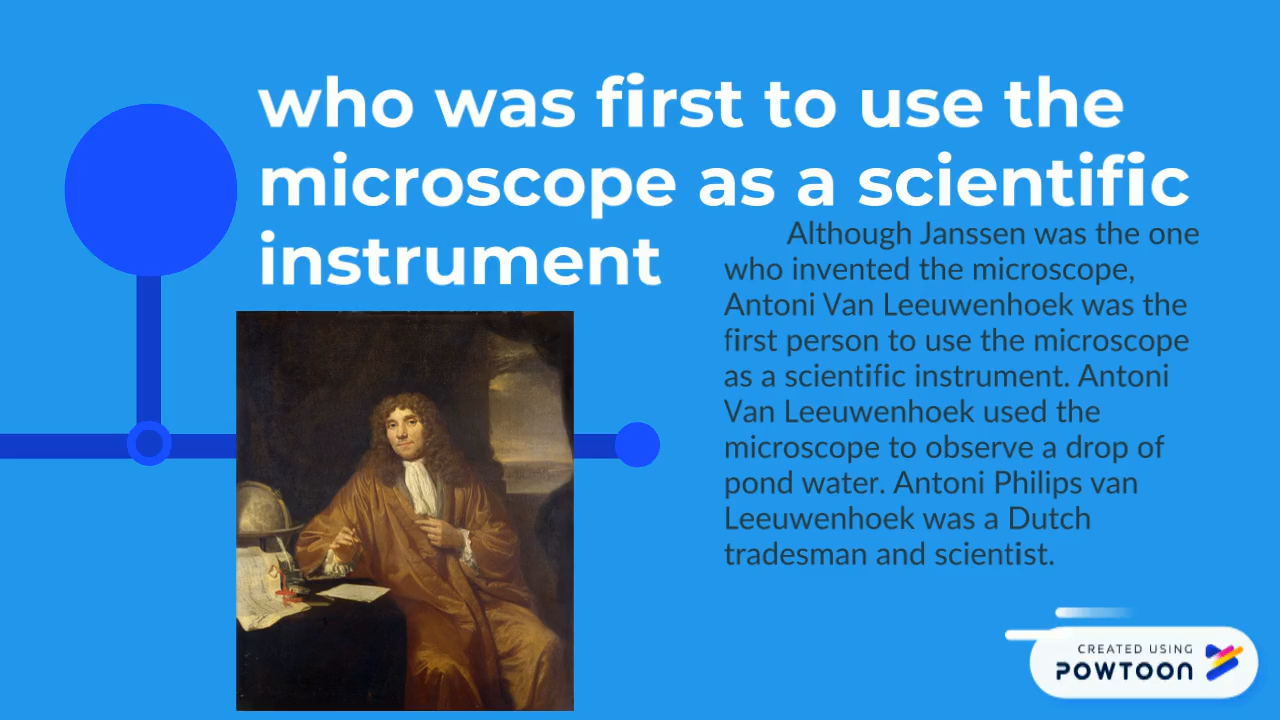 who was first to use the
microscope as a scientific
instrument
Although Janssen was the one
who invented the microscope,
Antoni Van Leeuwenhoek was the
first person to use the microscope
as a scientific instrument. Antoni
Van Leeuwenhoek used the
microscope to observe a drop of
pond water. Antoni Philips van
Leeuwenhoek was a Dutch
tradesman and scientist.
CREATED USING
POWTOON